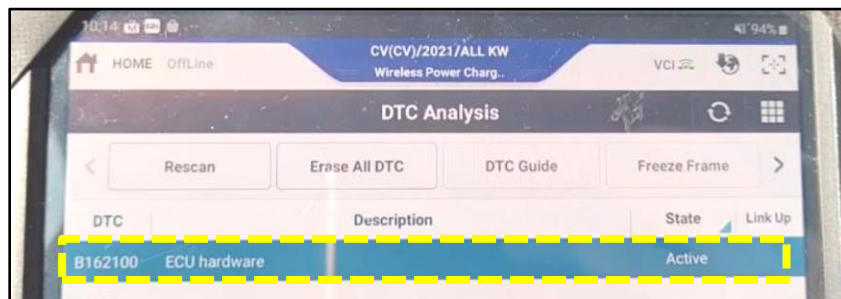 10:14
94%
CV(CV)/2021/ALL KW
HOME OffLine VCI
Wireless Power Charg..
DTC Analysis
Rescan Erase All DTC DTC Guide Freeze Frame
DTC Description State Link Up
B162100 ECU hardware Active